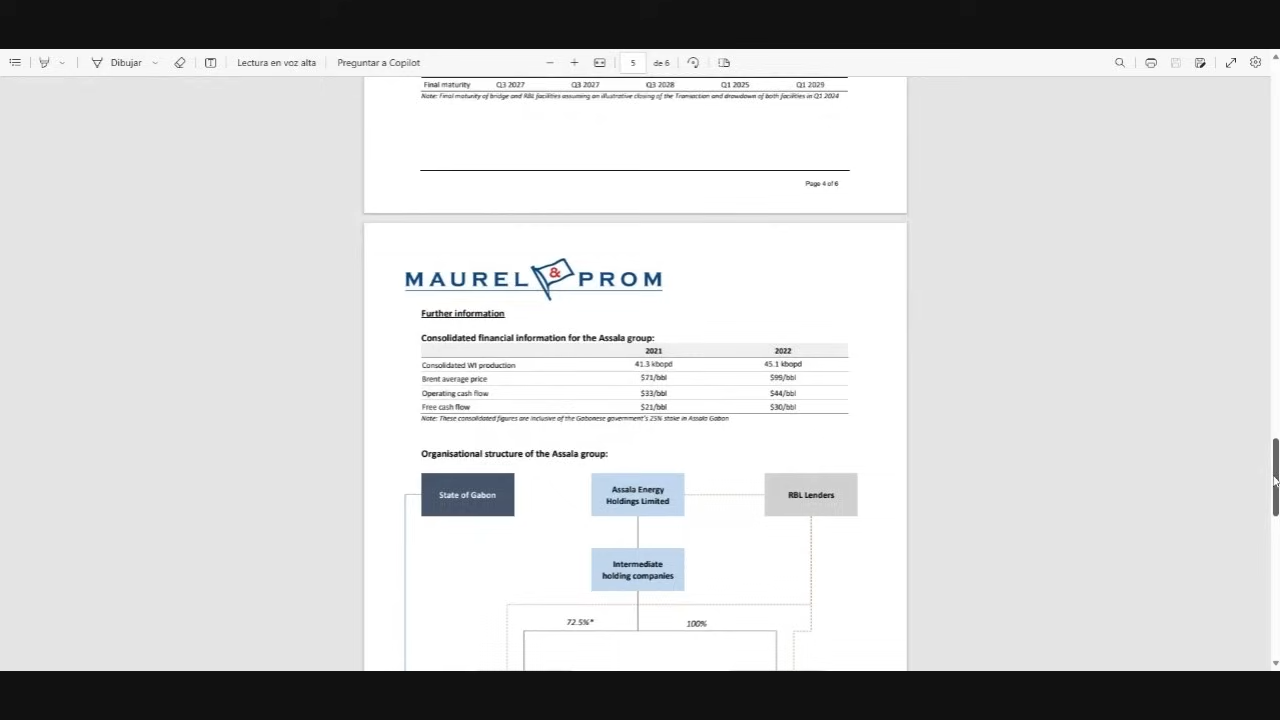 Dibujar Lectura en voz alta Preguntar a Copilot 5 de 6
Final maturity Q3 2027 Q3 2027 Q3 2028 Q1 2025 Q1 2029
Note: Final maturity of bridge and RBL facilities assuming an illustrative closing of the Transaction and drawdown of both facilities in Q1 2024
Page 4 of 6
MAUREL & PROM
Further information
Consolidated financial information for the Assala group:
2021 2022
Consolidated WI production 41.3 kbopd 45.1 kbopd
Brent average price $71/bbl $99/bbl
Operating cash flow $33/bbl $44/bbl
Free cash flow $21/bbl $30/bbl
Note: These consolidated figures are inclusive of the Gabonese government's 25% stake in Assala Gabon
Organisational structure of the Assala group:
State of Gabon
Assala Energy
Holdings Limited
RBL Lenders
Intermediate
holding companies
72.5%* 100%